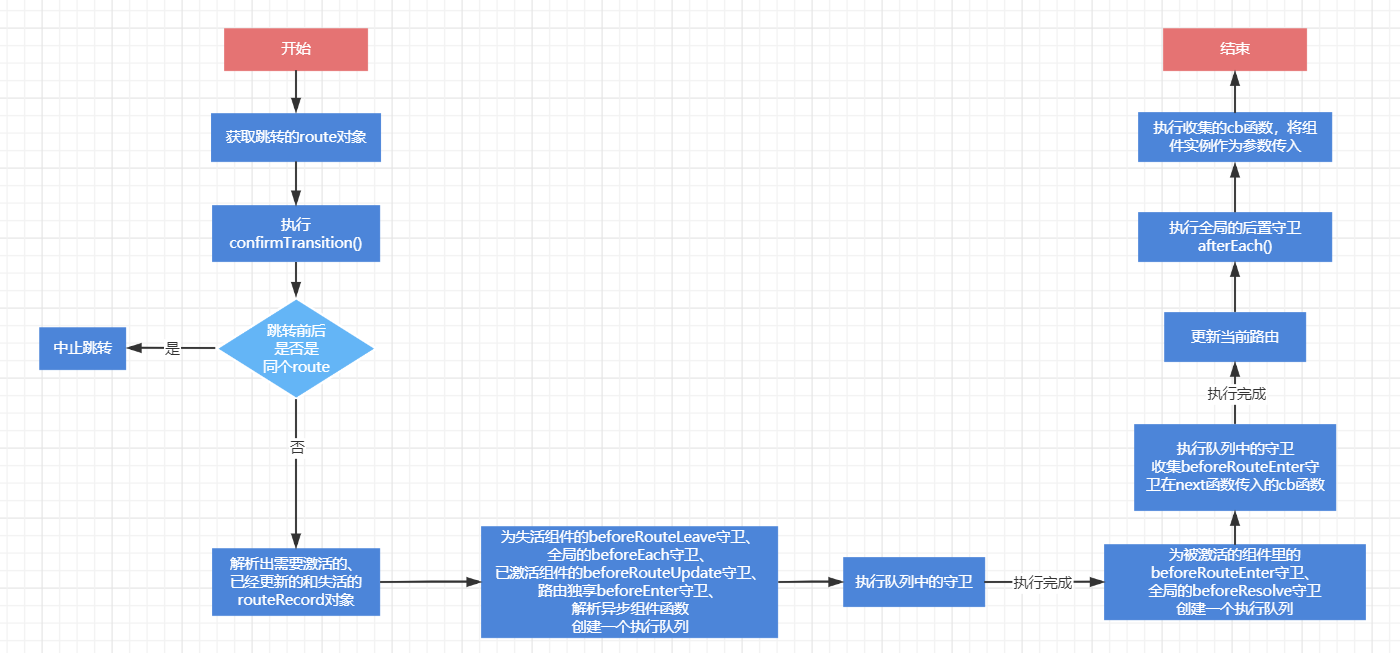 开始
获取跳转的route对象
执行
confirmTransition()
跳转前后
是否是
同个route
是
中止跳转
否
解析出需要激活的、
已经更新的和失活的
routeRecord对象
为失活组件的beforeRouteLeave守卫、
全局的beforeEach守卫、
已激活组件的beforeRouteUpdate守卫、
路由独享beforeEnter守卫、
解析异步组件函数
创建一个执行队列
执行队列中的守卫
执行完成
为被激活的组件里的
beforeRouteEnter守卫、
全局的beforeResolve守卫
创建一个执行队列
执行队列中的守卫
收集beforeRouteEnter守
卫在next函数传入的cb函数
执行完成
更新当前路由
执行全局的后置守卫
afterEach()
执行收集的cb函数，将组
件实例作为参数传入
结束